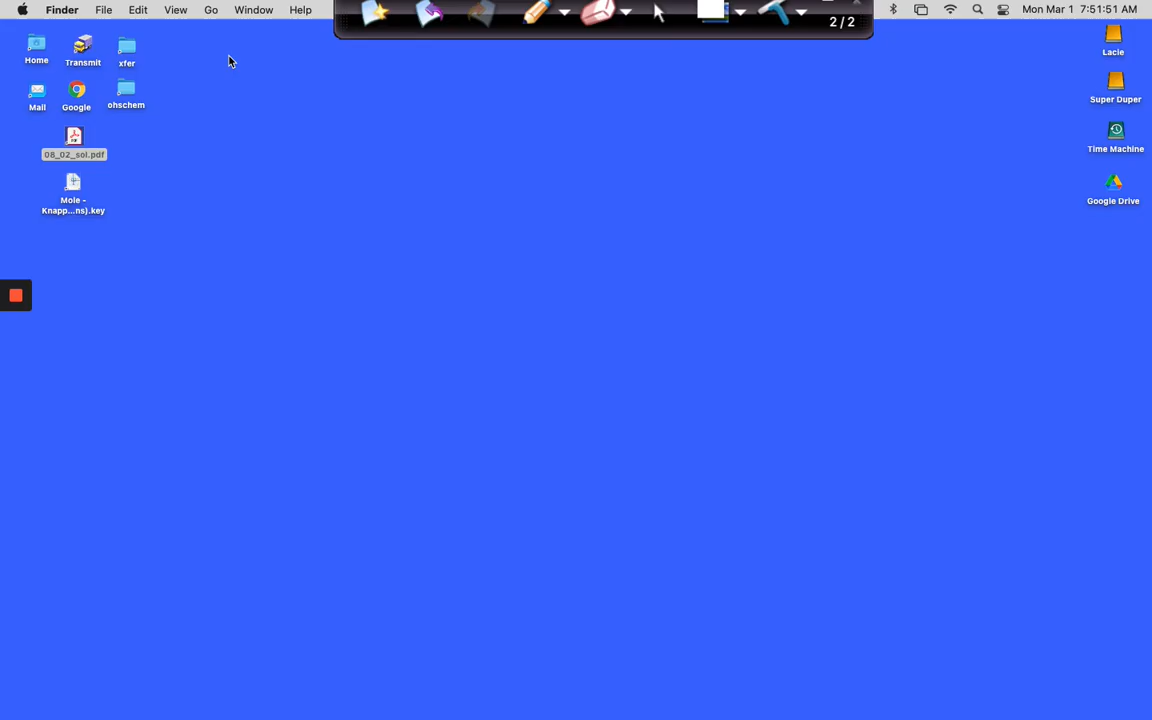 Finder File Edit View Go Window Help
Mon Mar 1 7:51:51 AM
2 / 2
Home
Transmit
xfer
Mail
Google
ohschem
08_02_sol.pdf
Mole -
Knapp...ns).key
Lacie
Super Duper
Time Machine
Google Drive